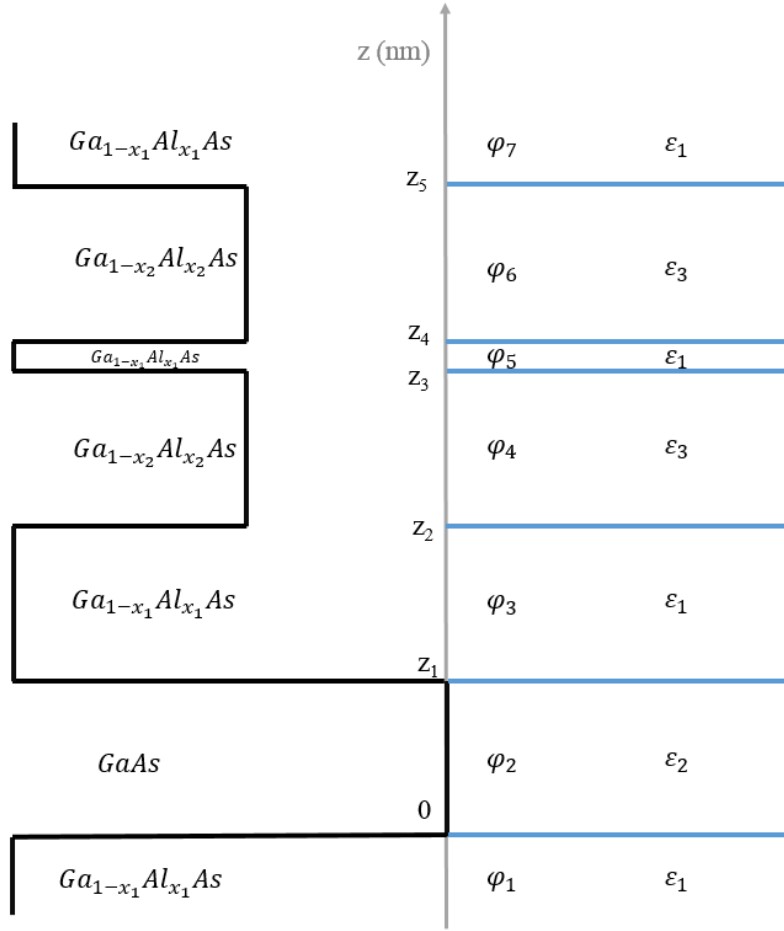 z (nm)
Ga₁₋ₓ₁Alₓ₁As φ₇ ε₁
z₅
Ga₁₋ₓ₂Alₓ₂As φ₆ ε₃
z₄
Ga₁₋ₓ₁Alₓ₁As φ₅ ε₁
z₃
Ga₁₋ₓ₂Alₓ₂As φ₄ ε₃
z₂
Ga₁₋ₓ₁Alₓ₁As φ₃ ε₁
z₁
GaAs φ₂ ε₂
0
Ga₁₋ₓ₁Alₓ₁As φ₁ ε₁